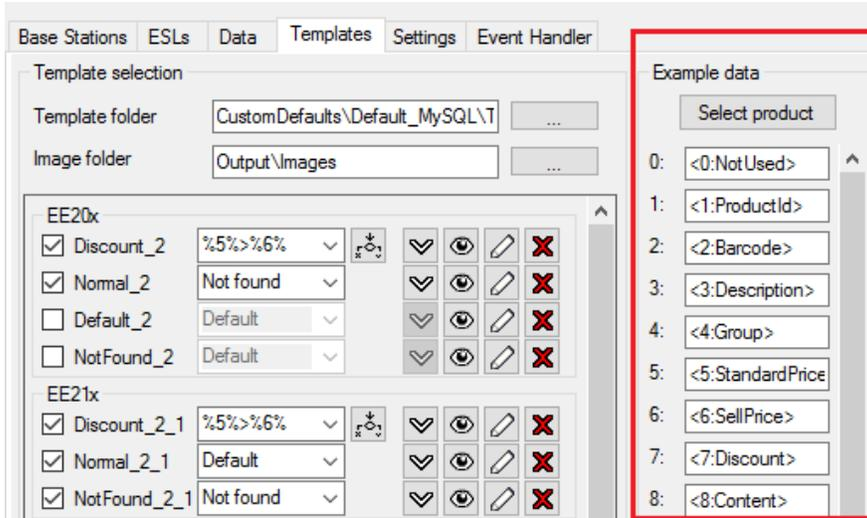 Base Stations ESLs Data Templates Settings Event Handler
Template selection
Template folder CustomDefaults\Default_MySQL\T ...
Image folder Output\Images ...
EE20x
Discount_2 %5%>%6%
Normal_2 Not found
Default_2 Default
NotFound_2 Default
EE21x
Discount_2_1 %5%>%6%
Normal_2_1 Default
NotFound_2_1 Not found
Example data
Select product
0: <0:NotUsed>
1: <1:ProductId>
2: <2:Barcode>
3: <3:Description>
4: <4:Group>
5: <5:StandardPrice
6: <6:SellPrice>
7: <7:Discount>
8: <8:Content>